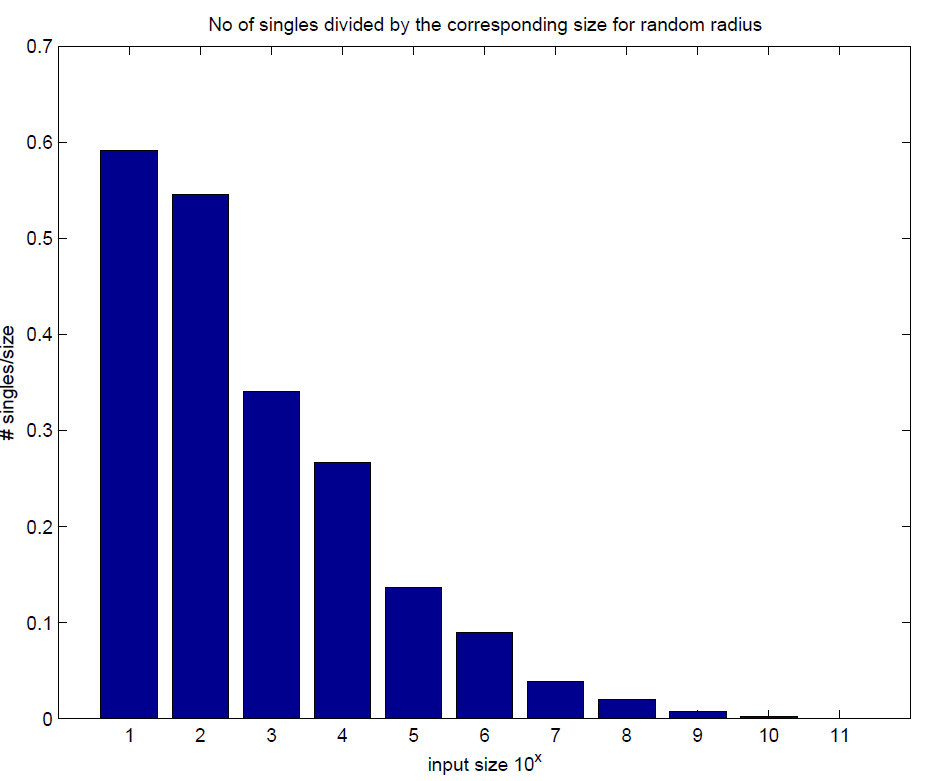 No of singles divided by the corresponding size for random radius
0.7
0.6
0.5
0.4
0.3
0.2
0.1
0
# singles/size
1 2 3 4 5 6 7 8 9 10 11
input size 10^x